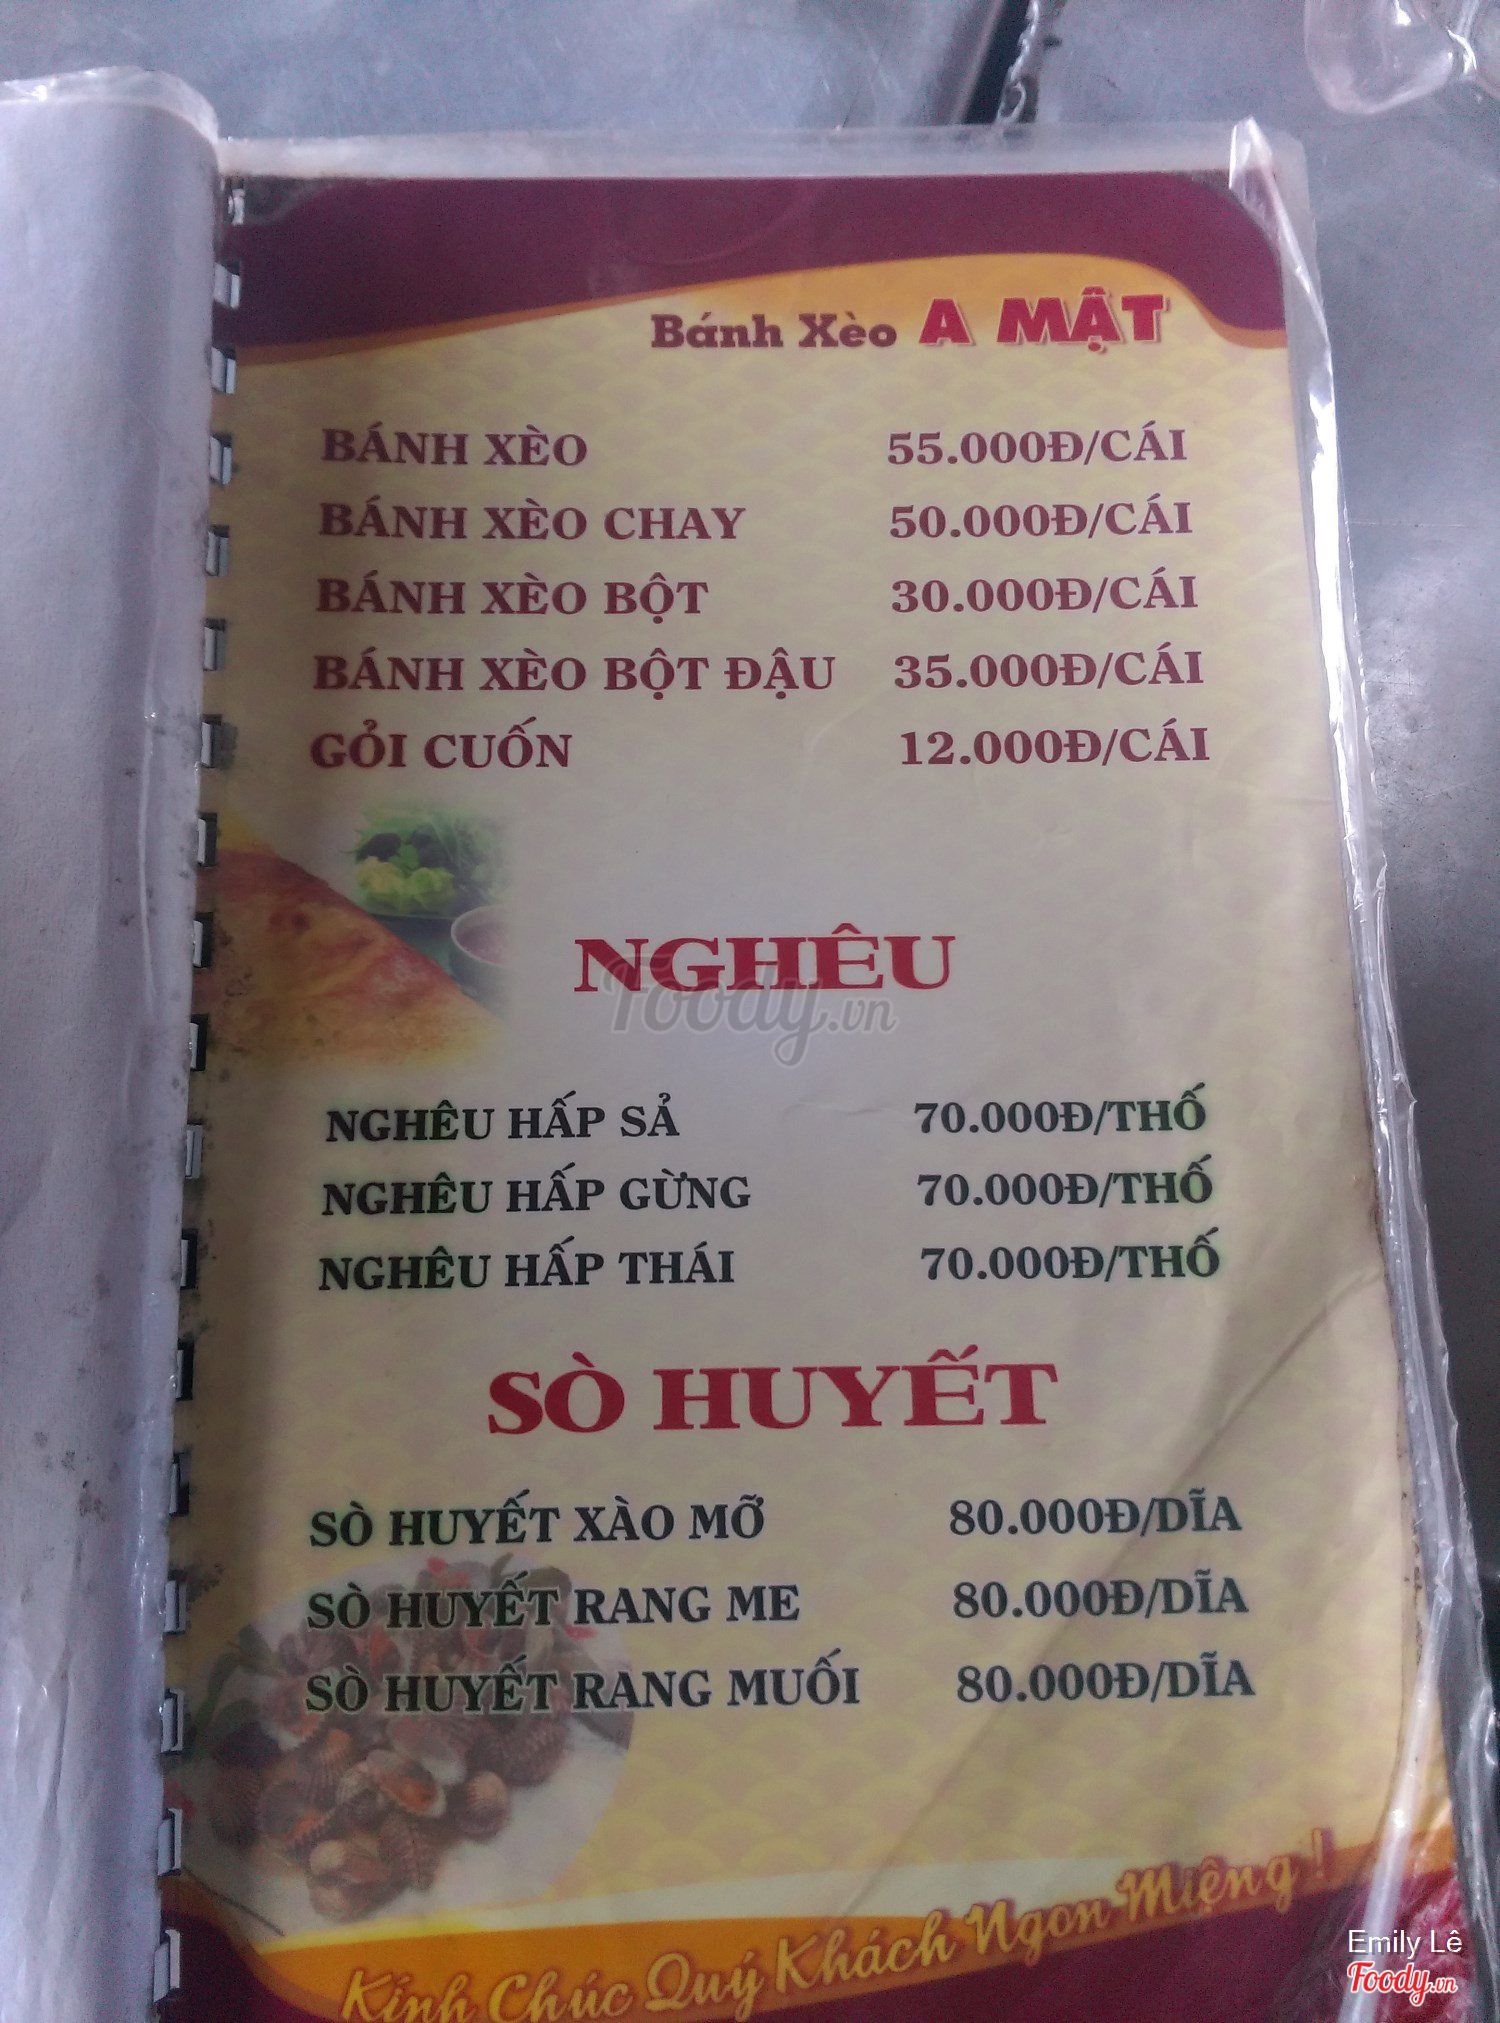 Bánh Xèo A MẬT
BÁNH XÈO 55.000Đ/CÁI
BÁNH XÈO CHAY 50.000Đ/CÁI
BÁNH XÈO BỘT 30.000Đ/CÁI
BÁNH XÈO BỘT ĐẬU 35.000Đ/CÁI
GỎI CUỐN 12.000Đ/CÁI
NGHÊU
Foody.vn
NGHÊU HẤP SẢ 70.000Đ/THỐ
NGHÊU HẤP GỪNG 70.000Đ/THỐ
NGHÊU HẤP THÁI 70.000Đ/THỐ
SÒ HUYẾT
SÒ HUYẾT XÀO MỠ 80.000Đ/DĨA
SÒ HUYẾT RANG ME 80.000Đ/DĨA
SÒ HUYẾT RANG MUỐI 80.000Đ/DĨA
Kính Chúc Quý Khách Ngon Miệng !
Emily Lê
Foody.vn